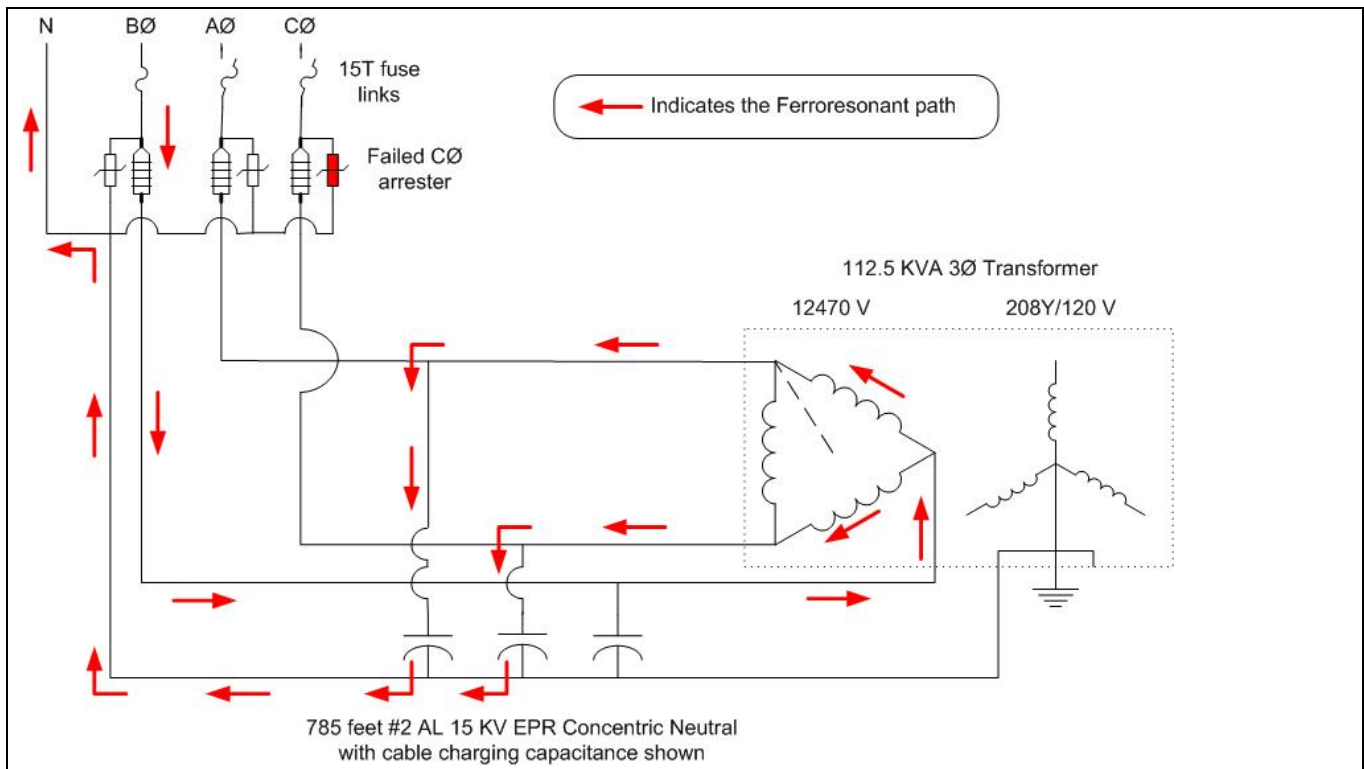 N BØ AØ CØ
15T fuse
links
Indicates the Ferroresonant path
Failed CØ
arrester
112.5 KVA 3Ø Transformer
12470 V 208Y/120 V
785 feet #2 AL 15 KV EPR Concentric Neutral
with cable charging capacitance shown